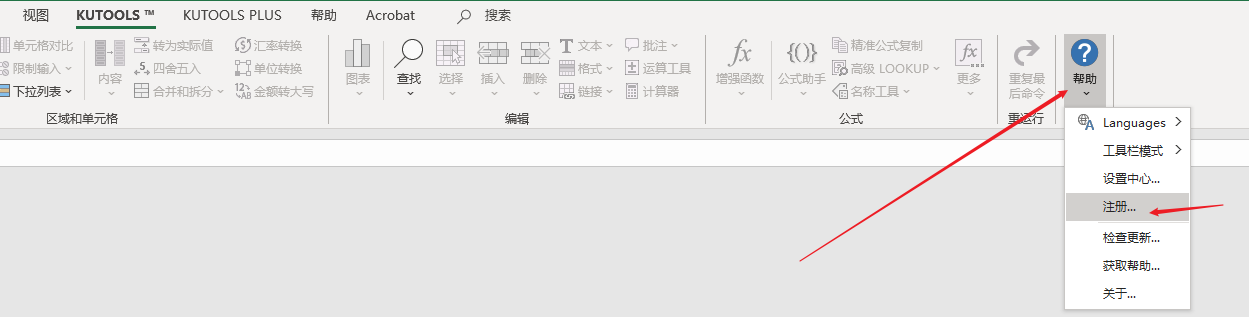 视图 KUTOOLS ™ KUTOOLS PLUS 帮助 Acrobat 搜索
单元格对比 转为实际值 汇率转换 文本 批注 精准公式复制
限制输入 四舍五入 单位转换 格式 运算工具 高级 LOOKUP
下拉列表 内容 合并和拆分 金额转大写 图表 查找 选择 插入 删除 链接 计算器 增强函数 公式助手 名称工具 更多 重复最后命令 帮助
区域和单元格 编辑 公式 重运行
Languages
工具栏模式
设置中心...
注册...
检查更新...
获取帮助...
关于...